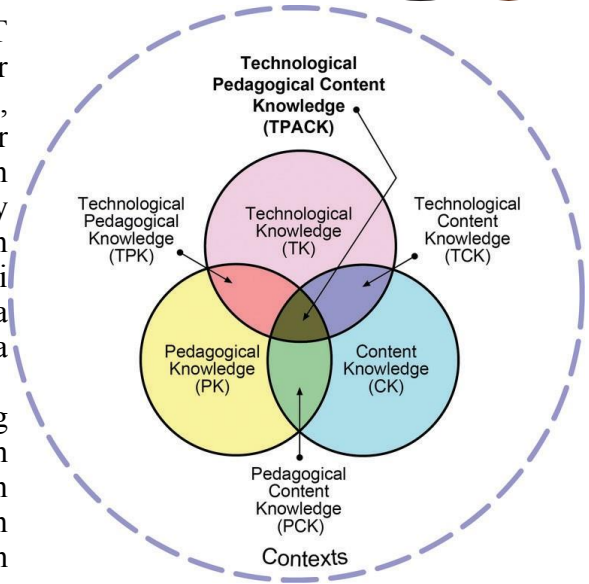 Technological
Pedagogical Content
Knowledge
(TPACK)
Technological
Pedagogical
Knowledge
(TPK)
Technological
Knowledge
(TK)
Technological
Content
Knowledge
(TCK)
Pedagogical
Knowledge
(PK)
Content
Knowledge
(CK)
Pedagogical
Content
Knowledge
(PCK)
Contexts